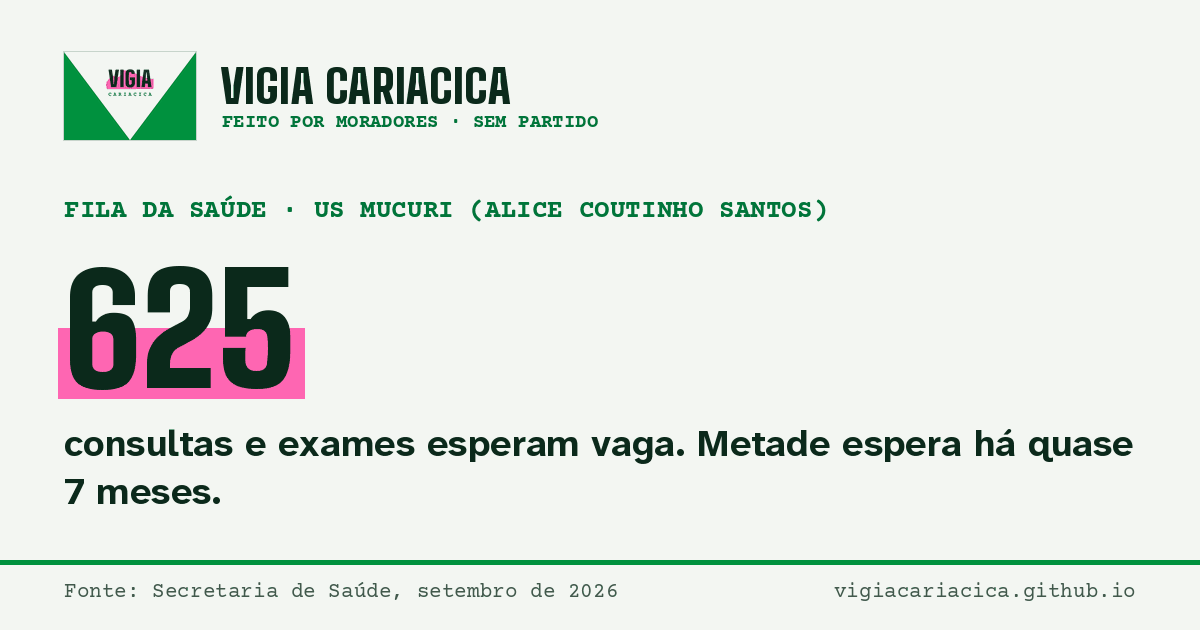 VIGIA
CARIACICA
VIGIA CARIACICA
FEITO POR MORADORES · SEM PARTIDO
FILA DA SAÚDE · US MUCURI (ALICE COUTINHO SANTOS)
625
consultas e exames esperam vaga. Metade espera há quase
7 meses.
Fonte: Secretaria de Saúde, setembro de 2026
vigiacariacica.github.io